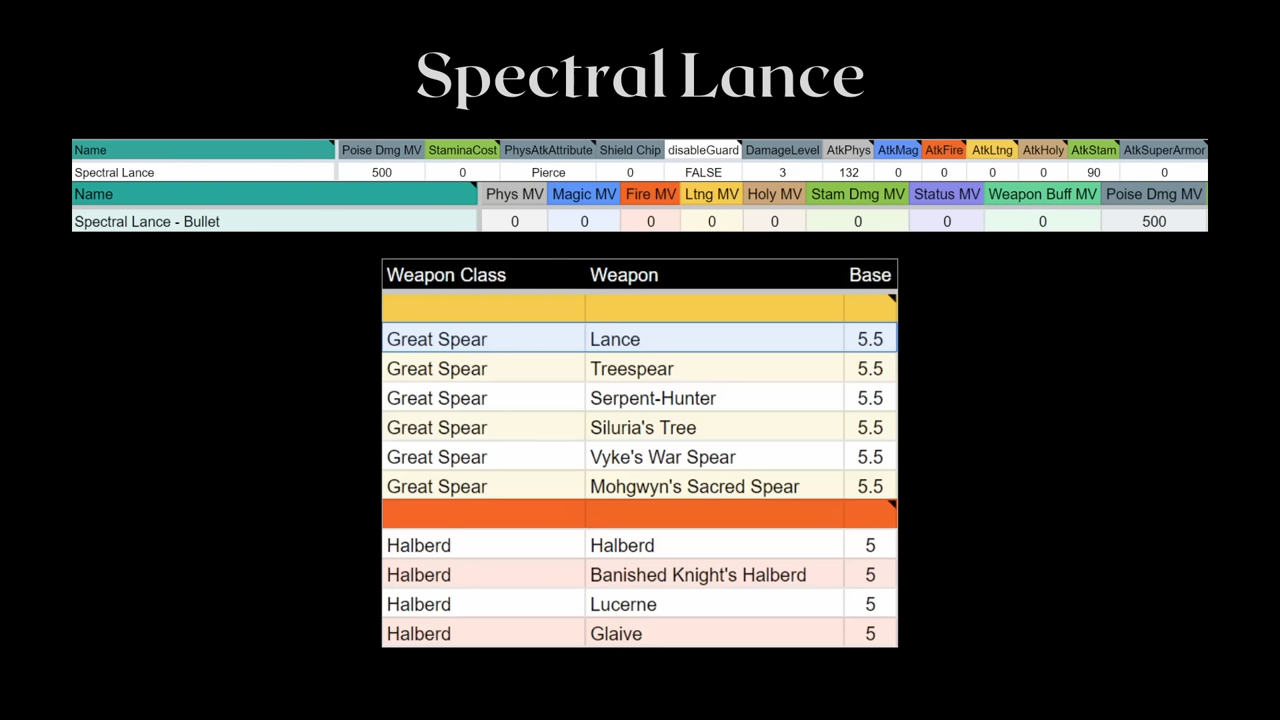 Spectral Lance
Name Poise Dmg MV StaminaCost PhysAtkAttribute Shield Chip disableGuard DamageLevel AtkPhys AtkMag AtkFire AtkLtng AtkHoly AtkStam AtkSuperArmor
Spectral Lance 500 0 Pierce 0 FALSE 3 132 0 0 0 0 90 0
Name Phys MV Magic MV Fire MV Ltng MV Holy MV Stam Dmg MV Status MV Weapon Buff MV Poise Dmg MV
Spectral Lance - Bullet 0 0 0 0 0 0 0 0 500
Weapon Class Weapon Base
Great Spear Lance 5.5
Great Spear Treespear 5.5
Great Spear Serpent-Hunter 5.5
Great Spear Siluria's Tree 5.5
Great Spear Vyke's War Spear 5.5
Great Spear Mohgwyn's Sacred Spear 5.5
Halberd Halberd 5
Halberd Banished Knight's Halberd 5
Halberd Lucerne 5
Halberd Glaive 5